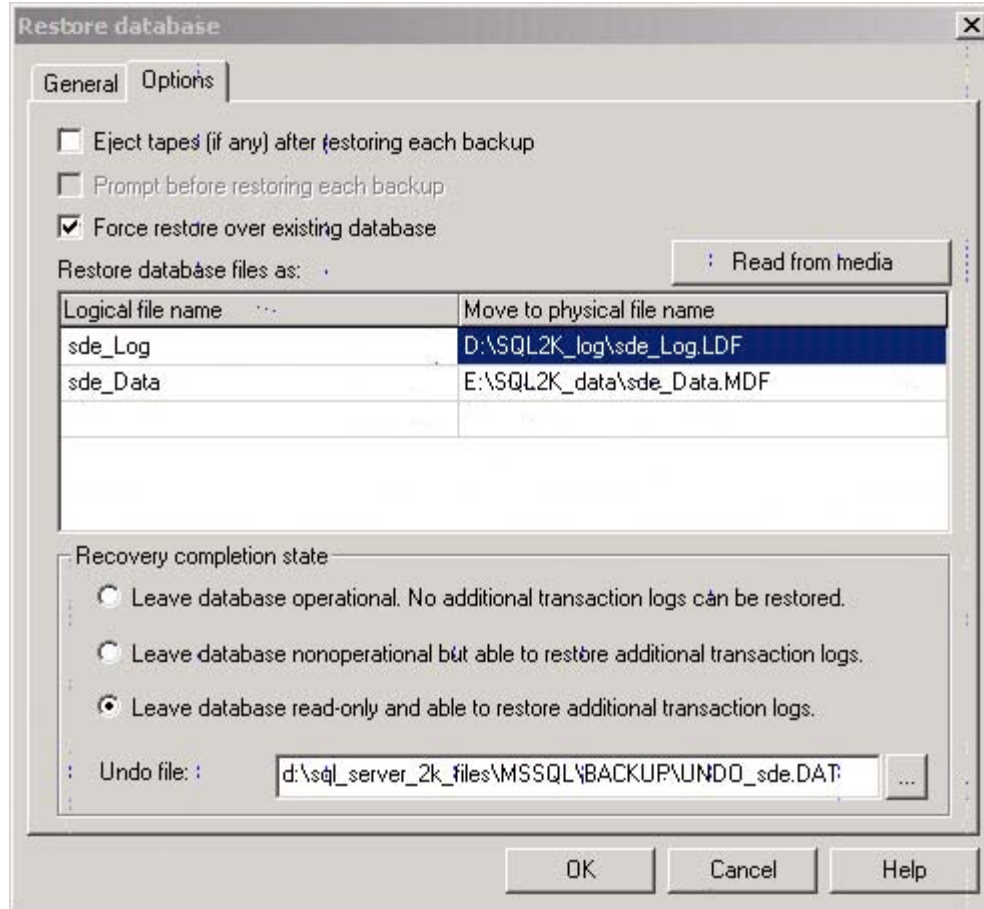 Restore database
General Options
Eject tapes (if any) after restoring each backup
Prompt before restoring each backup
Force restore over existing database
Restore database files as: Read from media
Logical file name Move to physical file name
sde_Log D:\SQL2K_log\sde_Log.LDF
sde_Data E:\SQL2K_data\sde_Data.MDF
Recovery completion state
Leave database operational. No additional transaction logs can be restored.
Leave database nonoperational but able to restore additional transaction logs.
Leave database read-only and able to restore additional transaction logs.
Undo file: d:\sql_server_2k_files\MSSQL\BACKUP\UNDO_sde.DAT ...
OK Cancel Help